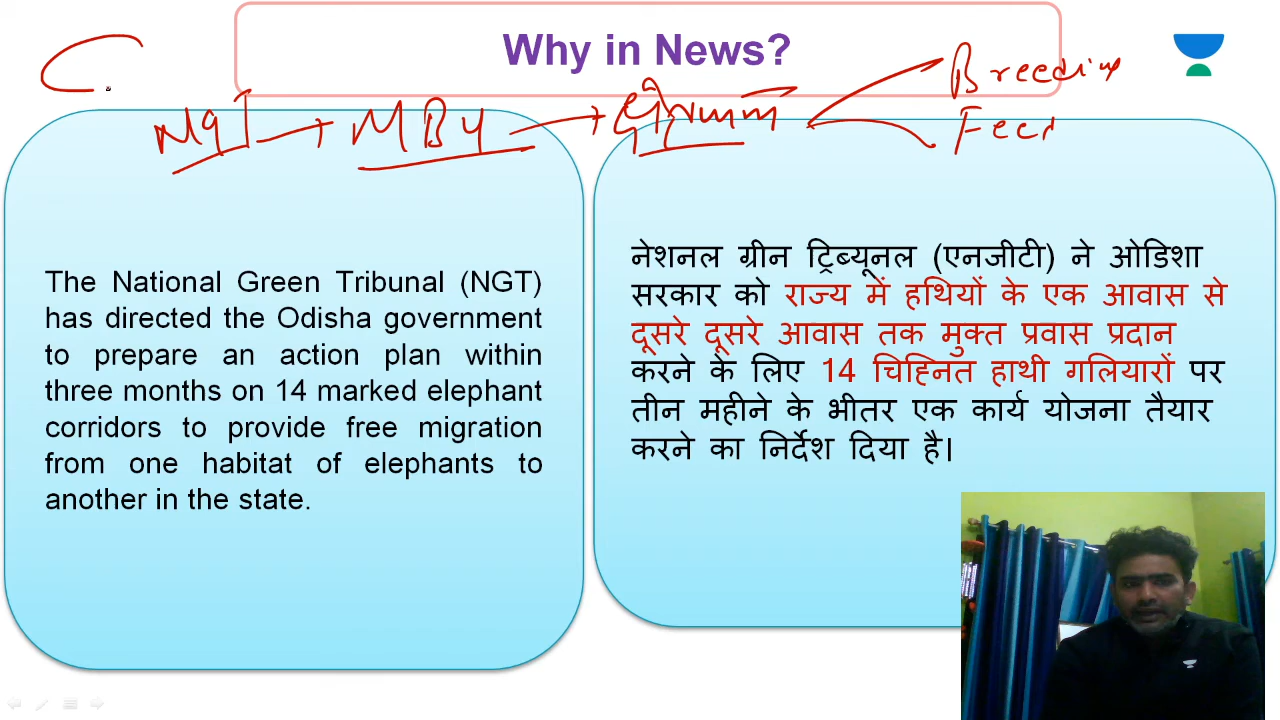 Why in News?
Breeding
NGT
Feed
The National Green Tribunal (NGT)
has directed the Odisha government
to prepare an action plan within
three months on 14 marked elephant
corridors to provide free migration
from one habitat of elephants to
another in the state.
नेशनल ग्रीन ट्रिब्यूनल (एनजीटी) ने ओडिशा
सरकार को राज्य में हथियों के एक आवास से
दूसरे दूसरे आवास तक मुक्त प्रवास प्रदान
करने के लिए 14 चिह्नित हाथी गलियारों पर
तीन महीने के भीतर एक कार्य योजना तैयार
करने का निर्देश दिया है।